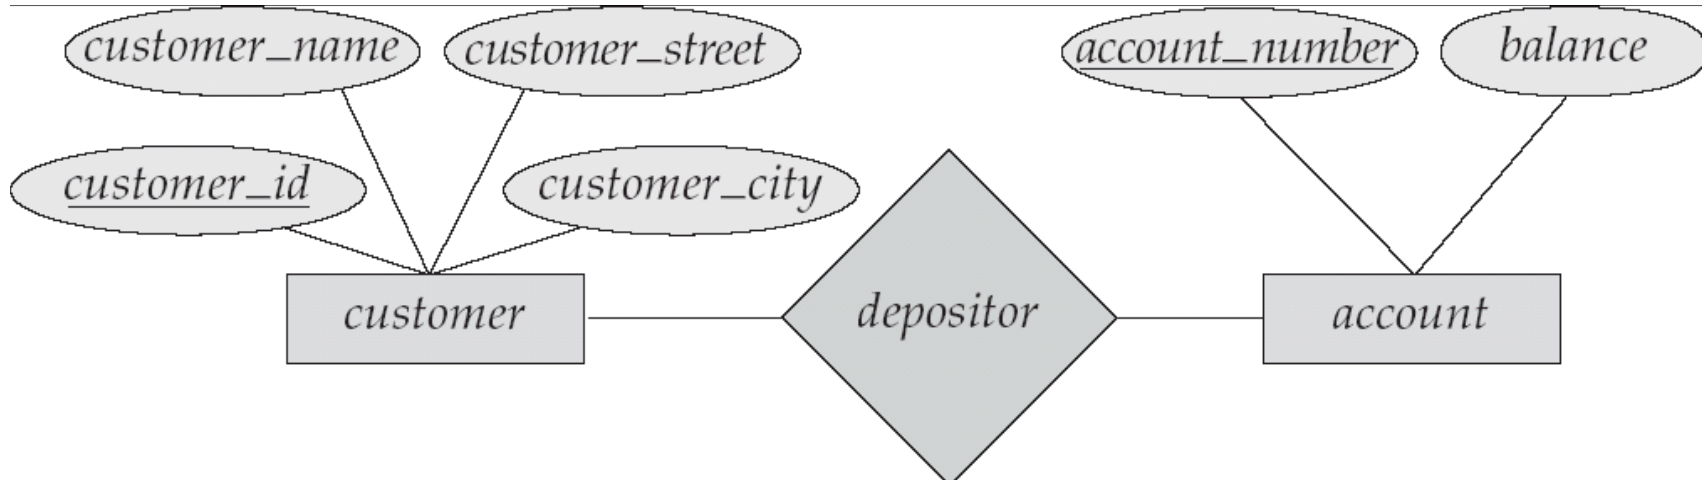 customer_name
customer_street
account_number
balance
customer_id
customer_city
customer
depositor
account